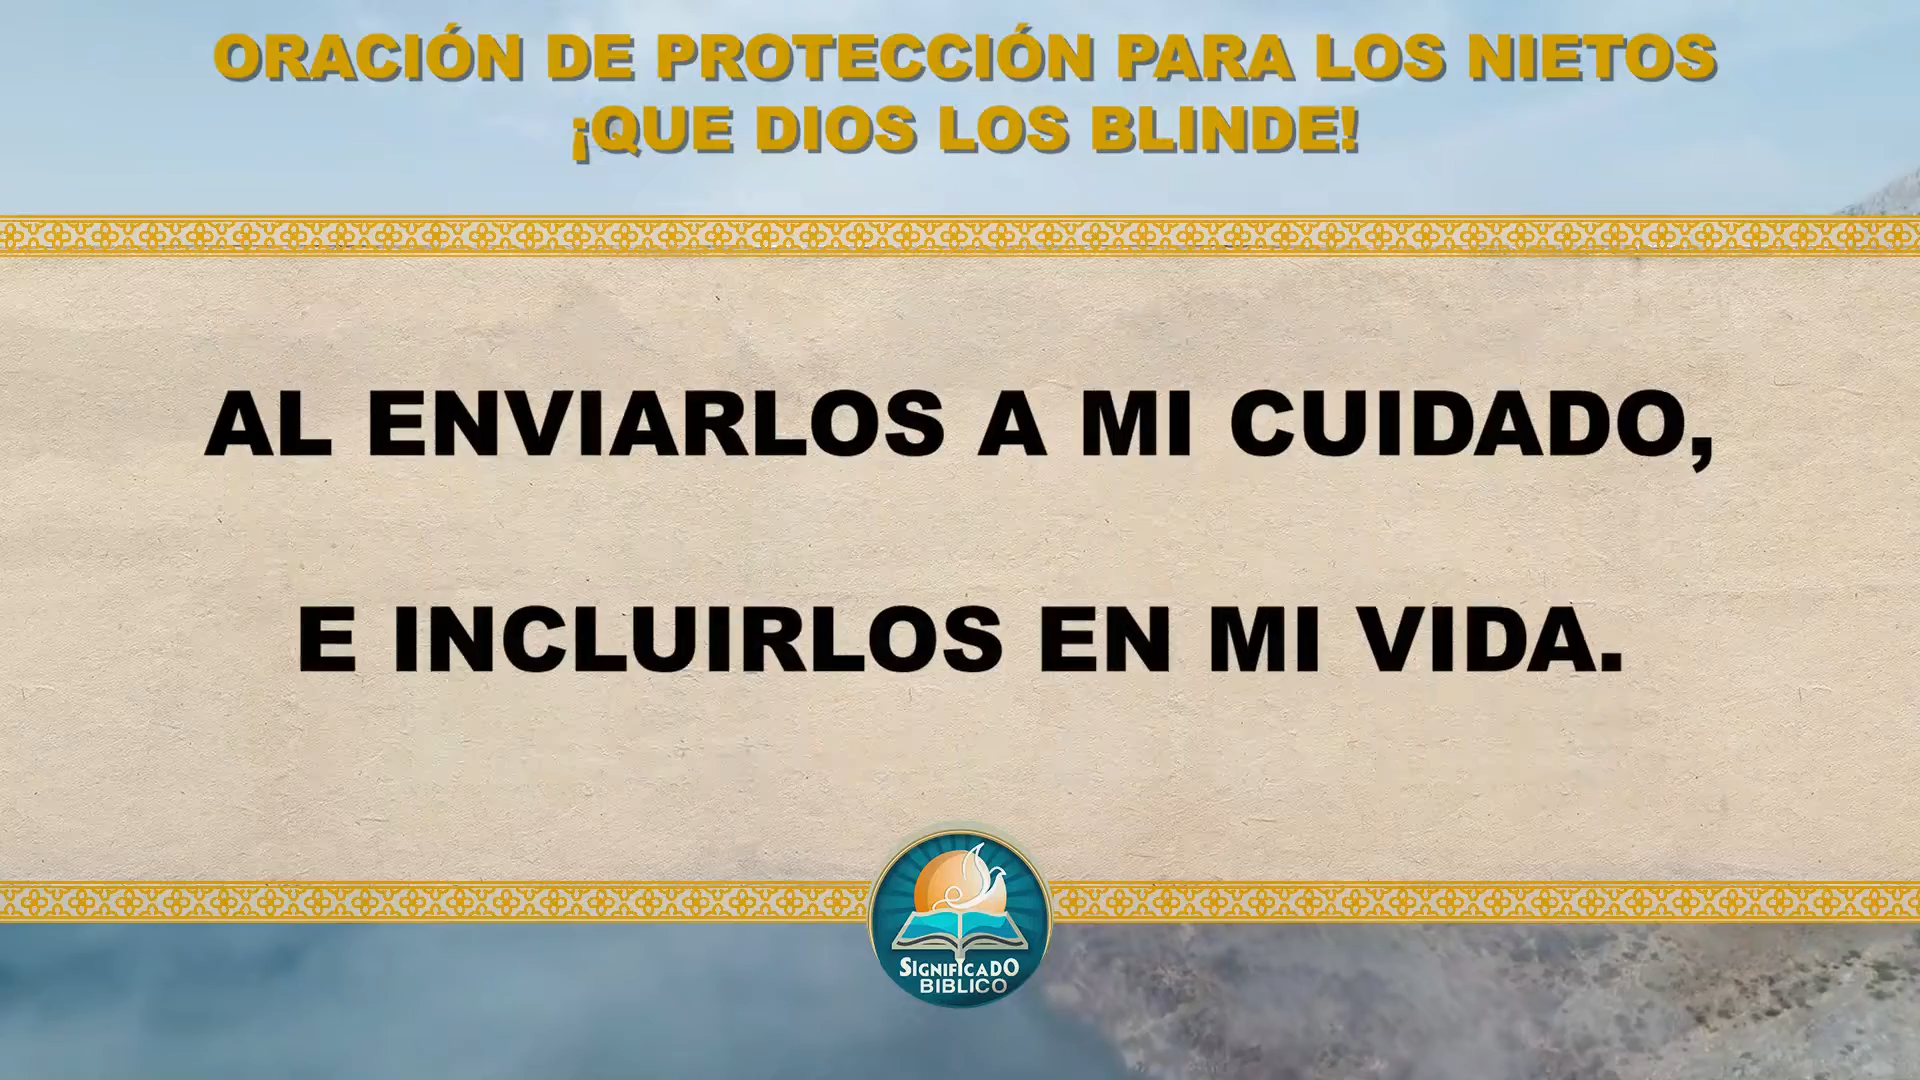 ORACIÓN DE PROTECCIÓN PARA LOS NIETOS
¡QUE DIOS LOS BLINDE!
AL ENVIARLOS A MI CUIDADO,
E INCLUIRLOS EN MI VIDA.
SIGNIFICADO
BIBLICO